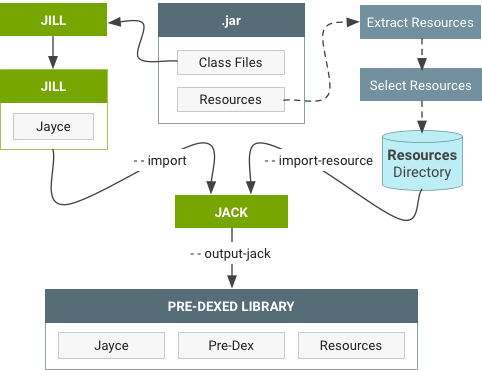 JILL
.jar
Extract Resources
Class Files
JILL
Select Resources
Resources
Jayce
Resources
Directory
-- import
-- import-resource
JACK
-- output-jack
PRE-DEXED LIBRARY
Jayce
Pre-Dex
Resources